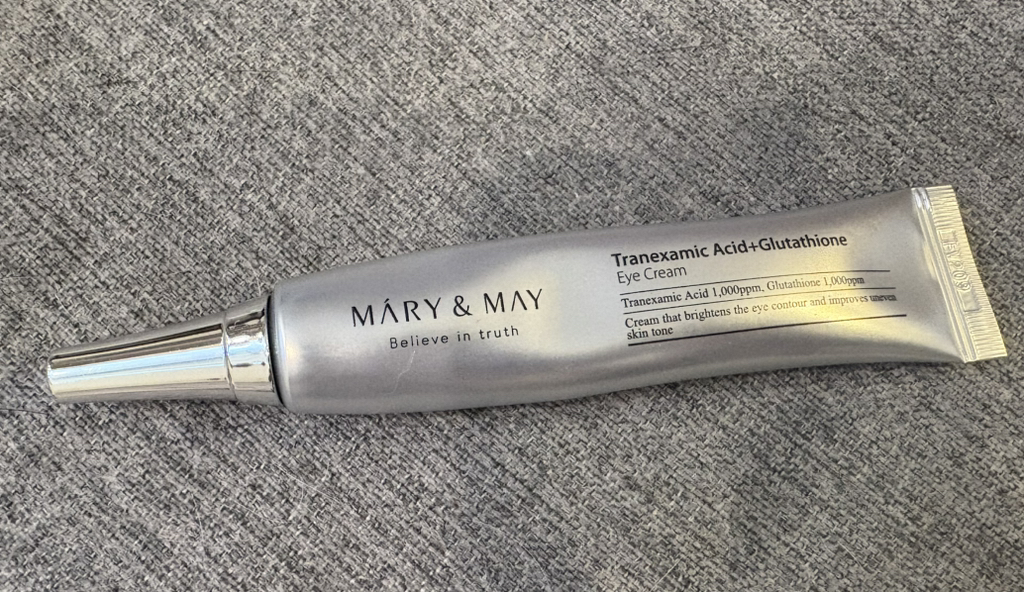 MÁRY & MAY
Believe in truth
Tranexamic Acid+Glutathione
Eye Cream
Tranexamic Acid 1,000ppm, Glutathione 1,000ppm
Cream that brightens the eye contour and improves uneven
skin tone